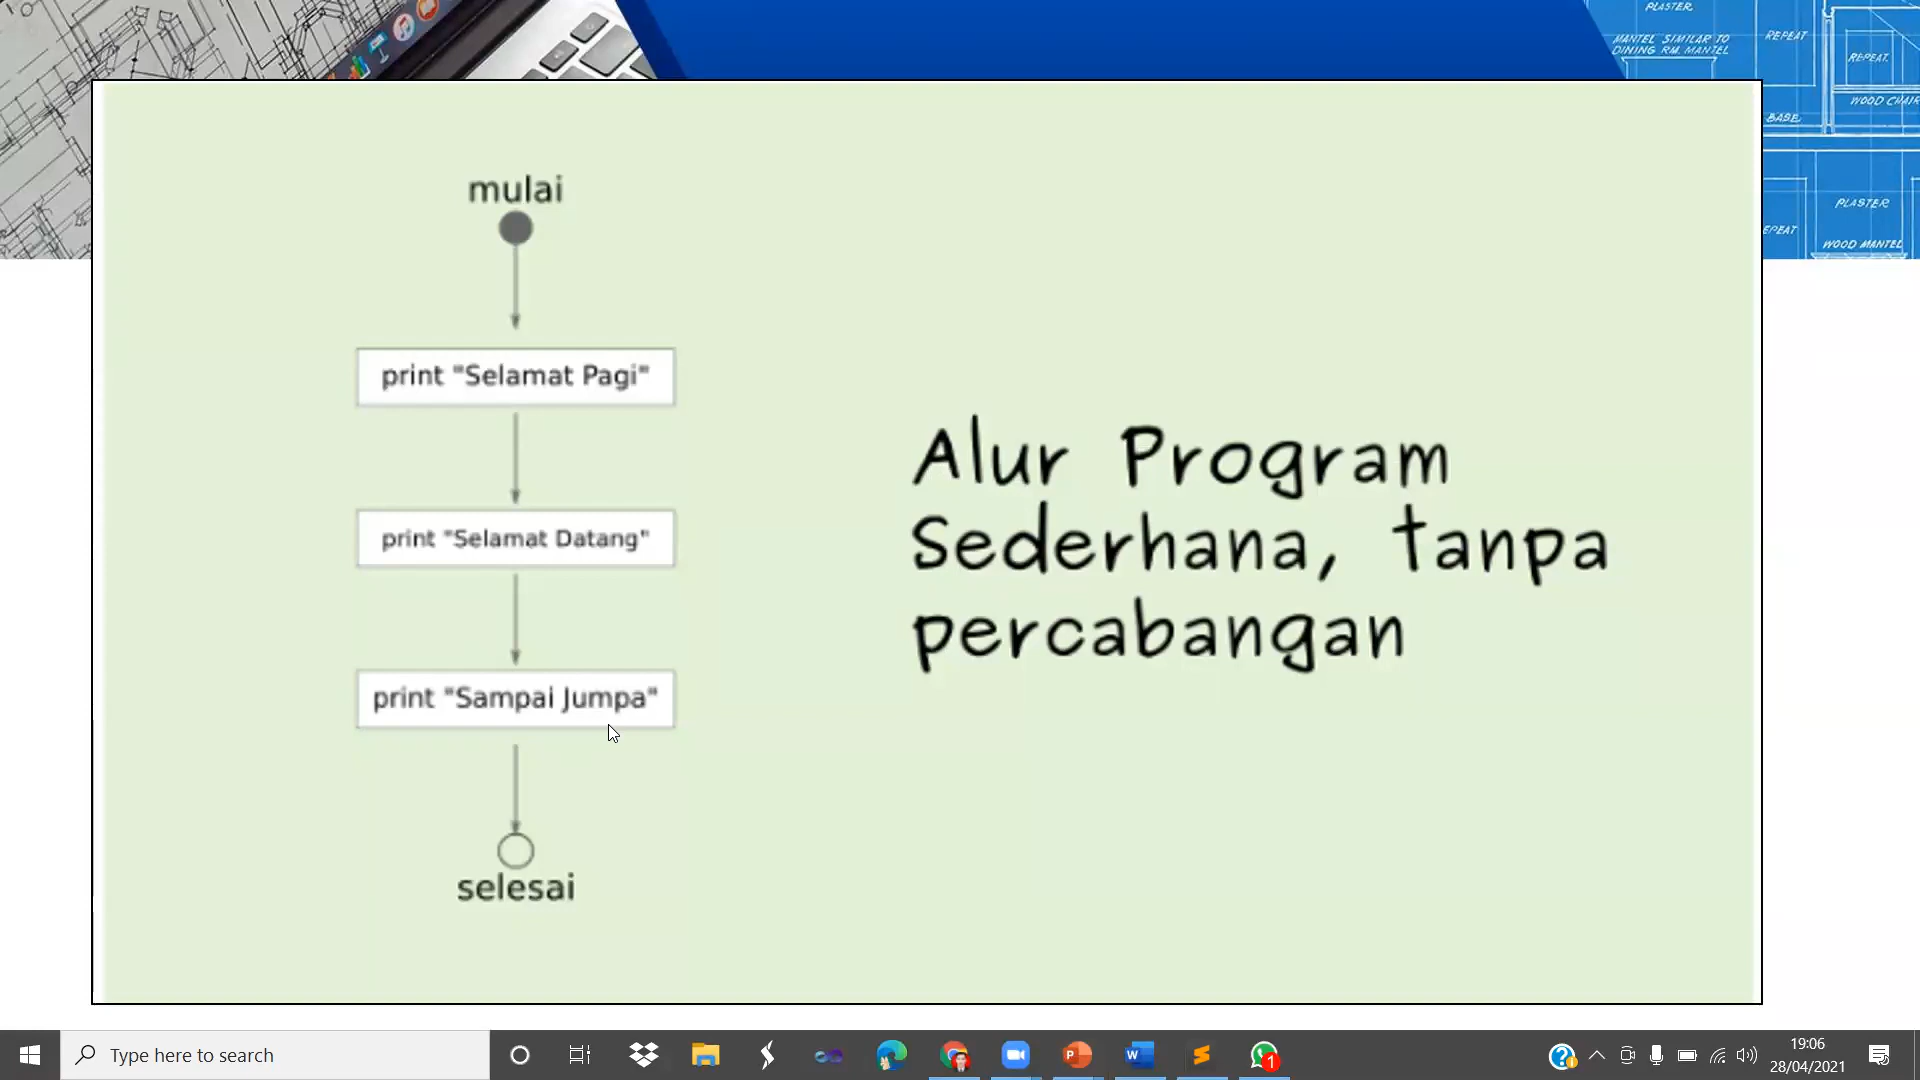 PLASTER
MANTEL SIMILAR TO
DINING RM. MANTEL
REPEAT
REPEAT
WOOD CHAIR
BASE
PLASTER
EPEAT
WOOD MANTEL
mulai
print "Selamat Pagi"
print "Selamat Datang"
print "Sampai Jumpa"
selesai
Alur Program
Sederhana, tanpa
percabangan
Type here to search
1
19:06
28/04/2021